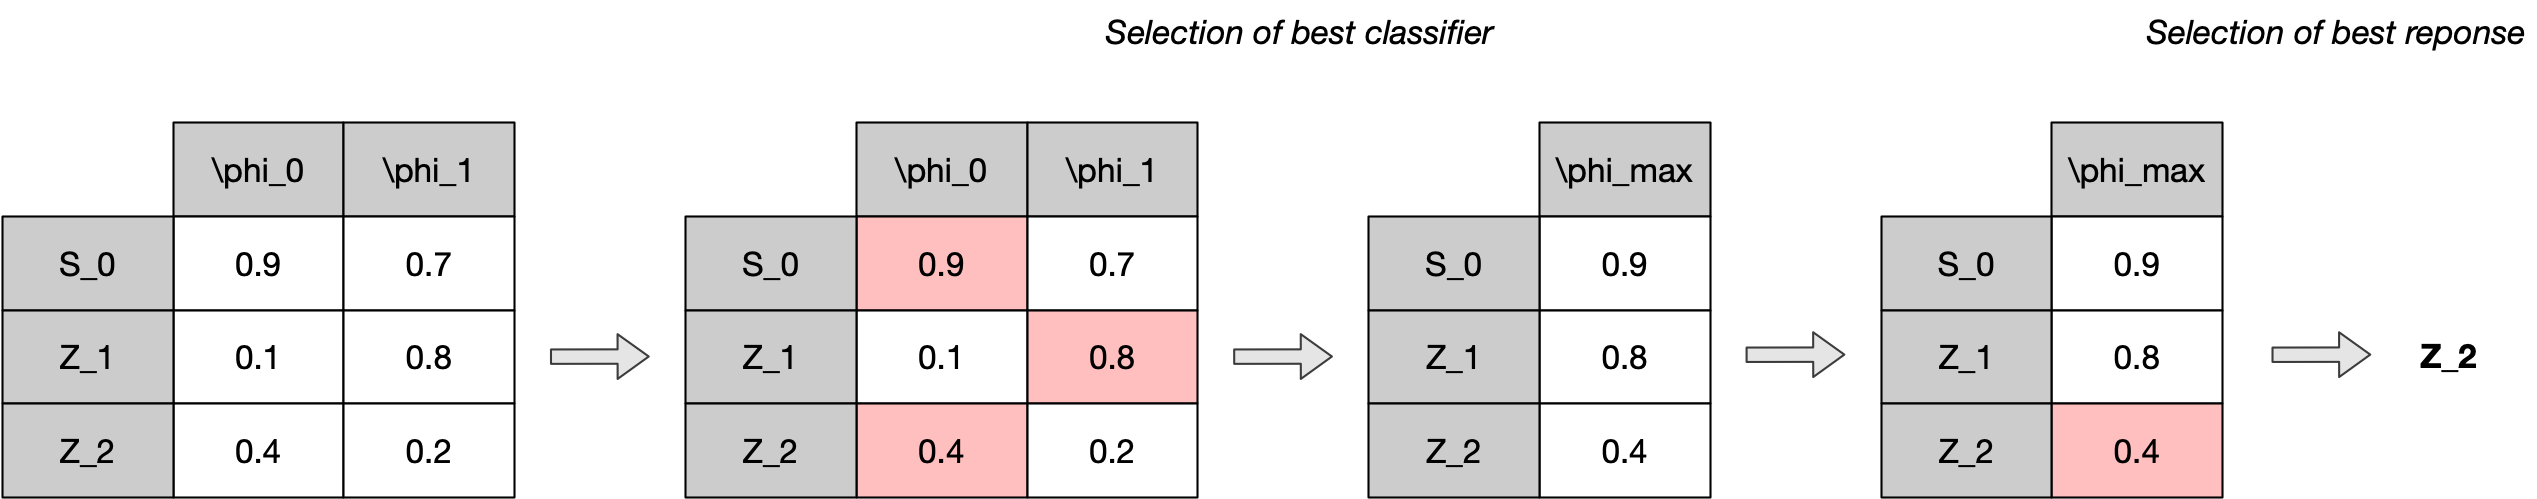 Selection of best classifier
Selection of best reponse
\phi_0 \phi_1 \phi_0 \phi_1 \phi_max \phi_max
S_0 0.9 0.7 S_0 0.9 0.7 S_0 0.9 S_0 0.9
Z_1 0.1 0.8 Z_1 0.1 0.8 Z_1 0.8 Z_1 0.8 Z_2
Z_2 0.4 0.2 Z_2 0.4 0.2 Z_2 0.4 Z_2 0.4